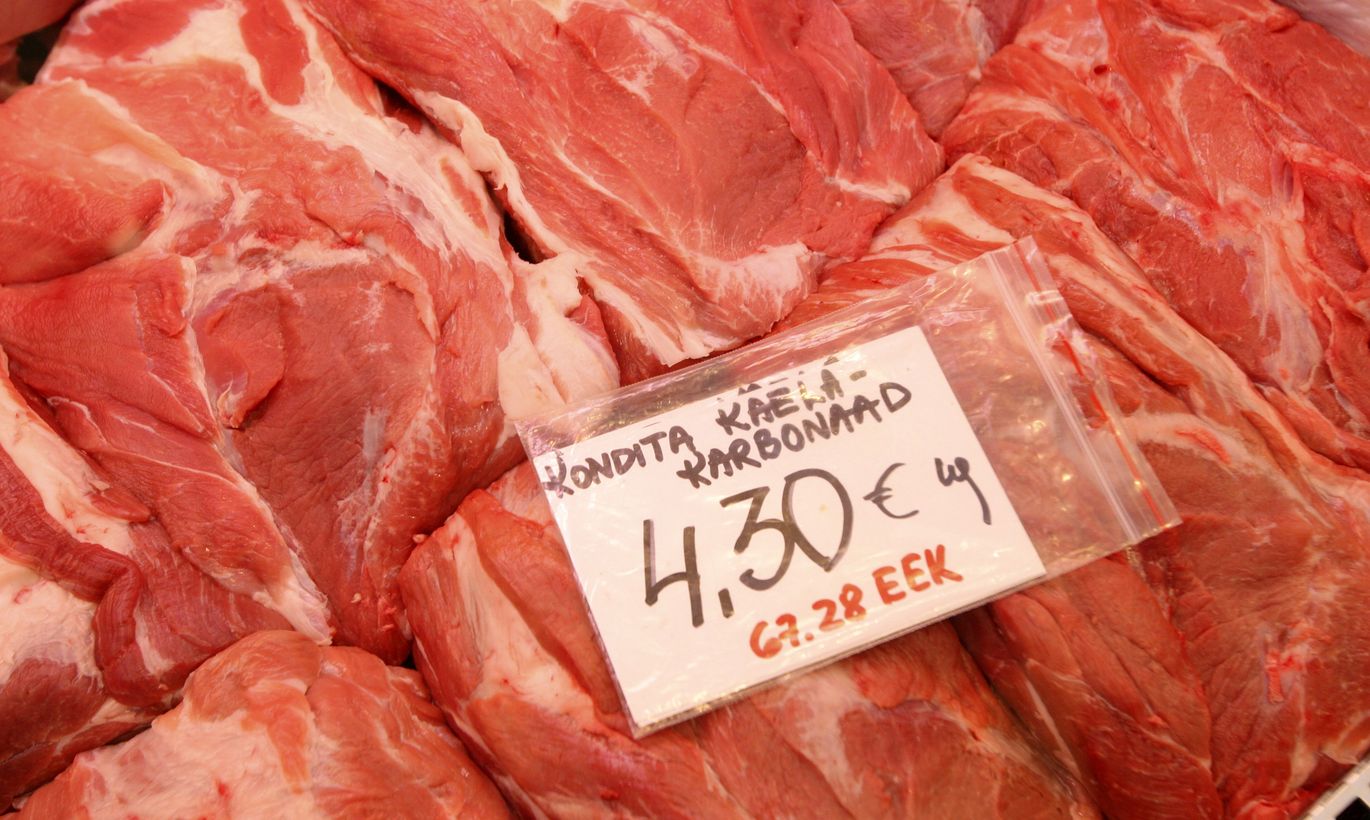 KONDITA KAELA-
KARBONAAD
4,30 € kg
67.28 EEK